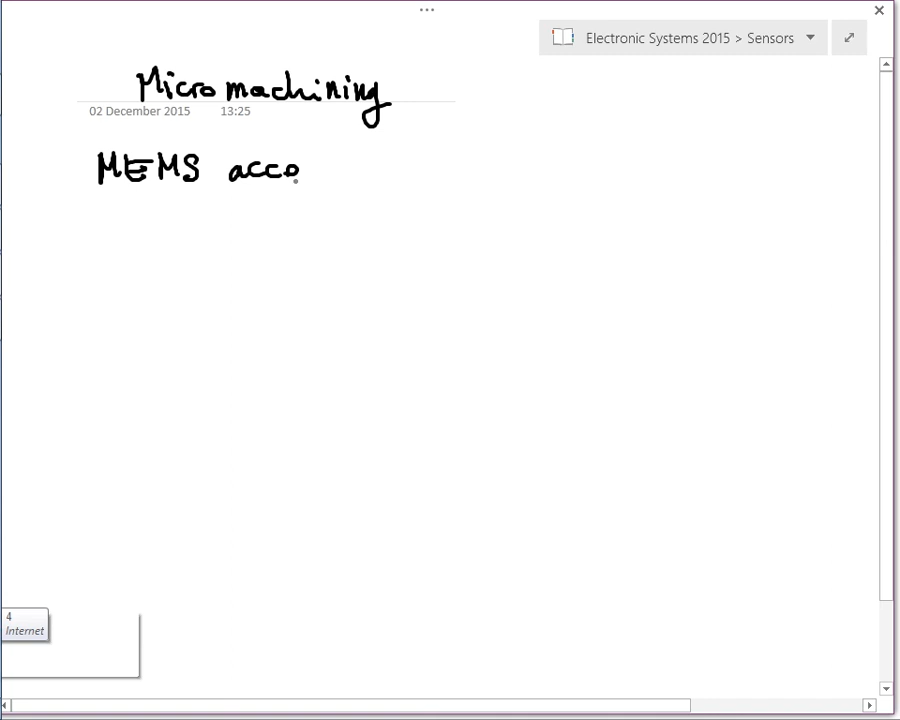 Electronic Systems 2015 > Sensors
Micromachining
02 December 2015 13:25
MEMS acco
4
Internet